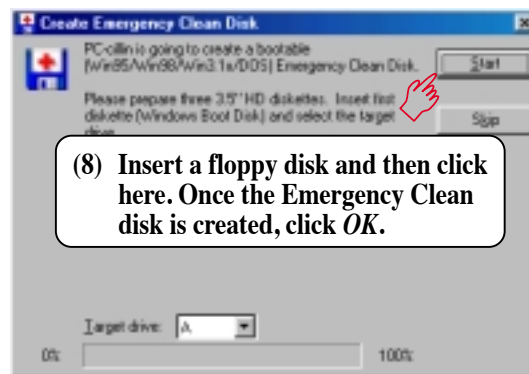 Create Emergency Clean Disk
PC-cillin is going to create a bootable
(Win95/Win98/Win3.1x/DOS) Emergency Clean Disk.
Start
Please prepare three 3.5" HD diskettes. Insert first
diskette (Windows Boot Disk) and select the target
drive.
Skip
(8) Insert a floppy disk and then click
here. Once the Emergency Clean
disk is created, click OK.
Target drive: A:
0% 100%